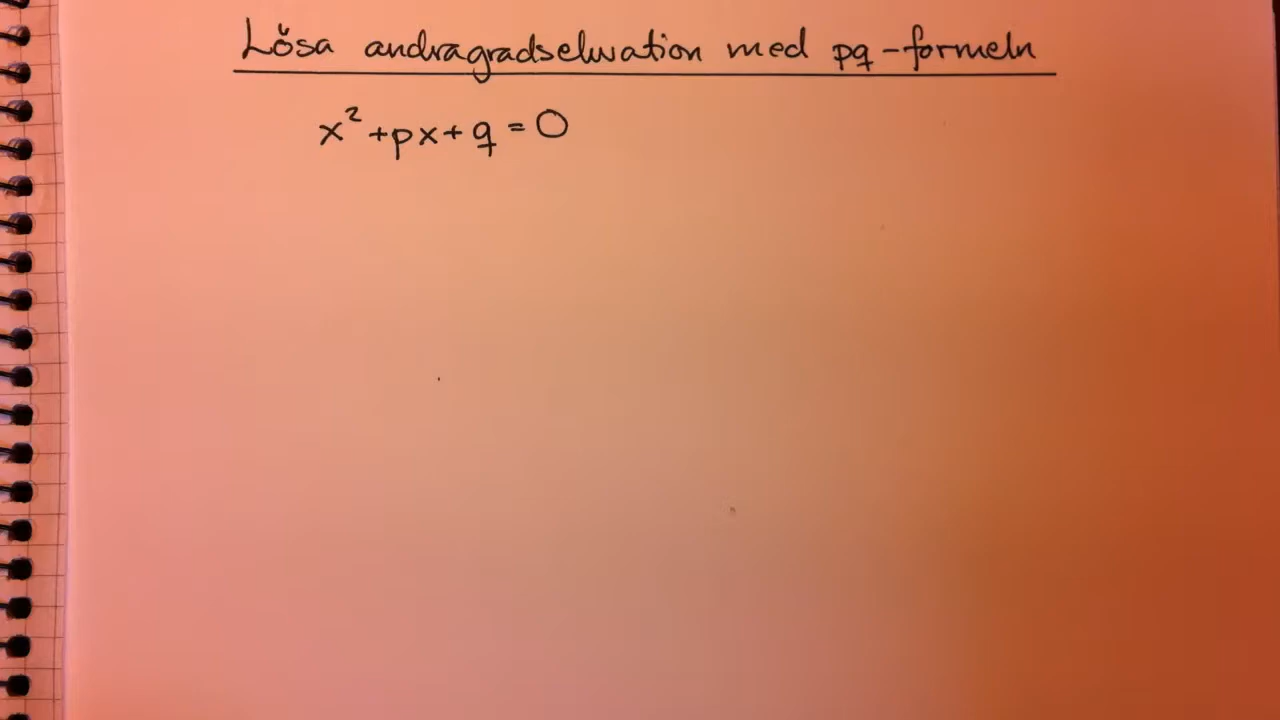 Lösa andragradsekvation med pq-formeln
x² + px + q = 0